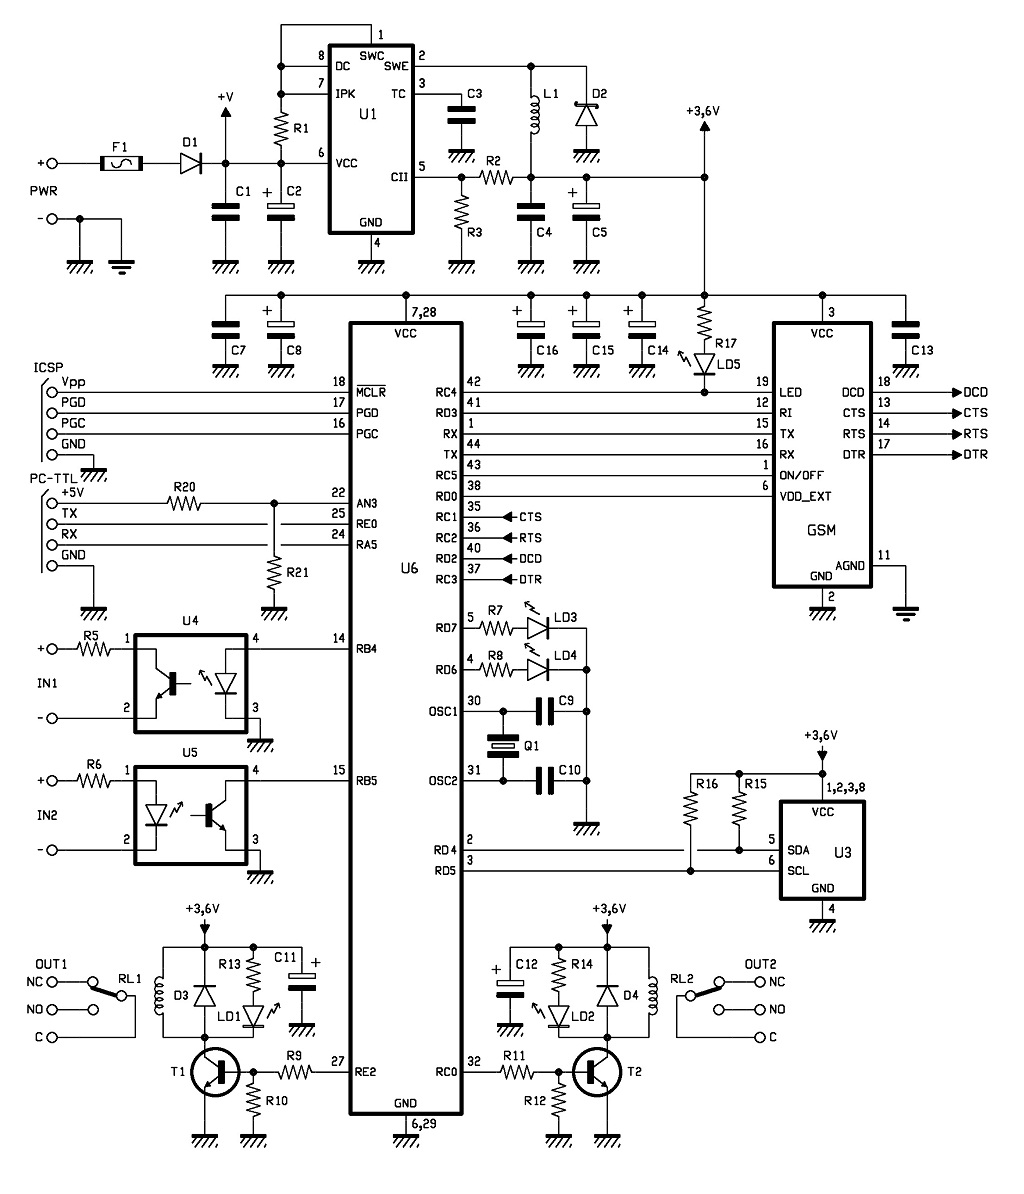 1
SWC
8 DC SWE 2
7 IPK TC 3
U1
6 VCC
CII 5
GND
4
+V
F1
D1
+
PWR
-
R1
C1
+ C2
C3
L1
D2
R2
R3
C4
+ C5
+3,6V
C7
+ C8
7,28
VCC
+ C16
+ C15
+ C14
R17
LD5
3
VCC
C13
ICSP
Vpp 18 MCLR
PGD 17 PGD
PGC 16 PGC
GND
RC4 42
RD3 41
RX 1
TX 44
RC5 43
RD0 38
19 LED
12 RI
15 TX
16 RX
1 ON/OFF
6 VDD_EXT
DCD 18 DCD
CTS 13 CTS
RTS 14 RTS
DTR 17 DTR
GSM
AGND 11
GND
2
PC-TTL
+5V R20 22 AN3
TX 25 RE0
RX 24 RA5
GND
R21
U6
RC1 35 CTS
RC2 36 RTS
RD2 40 DCD
RC3 37 DTR
RD7 5 R7 LD3
RD6 4 R8 LD4
OSC1 30 C9
Q1
OSC2 31 C10
U4
+ R5 1 4 14 RB4
IN1
- 2 3
U5
+ R6 1 4 15 RB5
IN2
- 2 3
RD4 2
RD5 3
+3,6V
R16
R15
1,2,3,8
VCC
5 SDA
6 SCL
U3
GND
4
+3,6V
OUT1
NC
NO
C
RL1
D3
R13
LD1
C11 +
T1
R9
R10
27 RE2
GND
6,29
RC0 32
R11
R12
T2
+3,6V
+ C12
R14
LD2
D4
RL2
OUT2
NC
NO
C